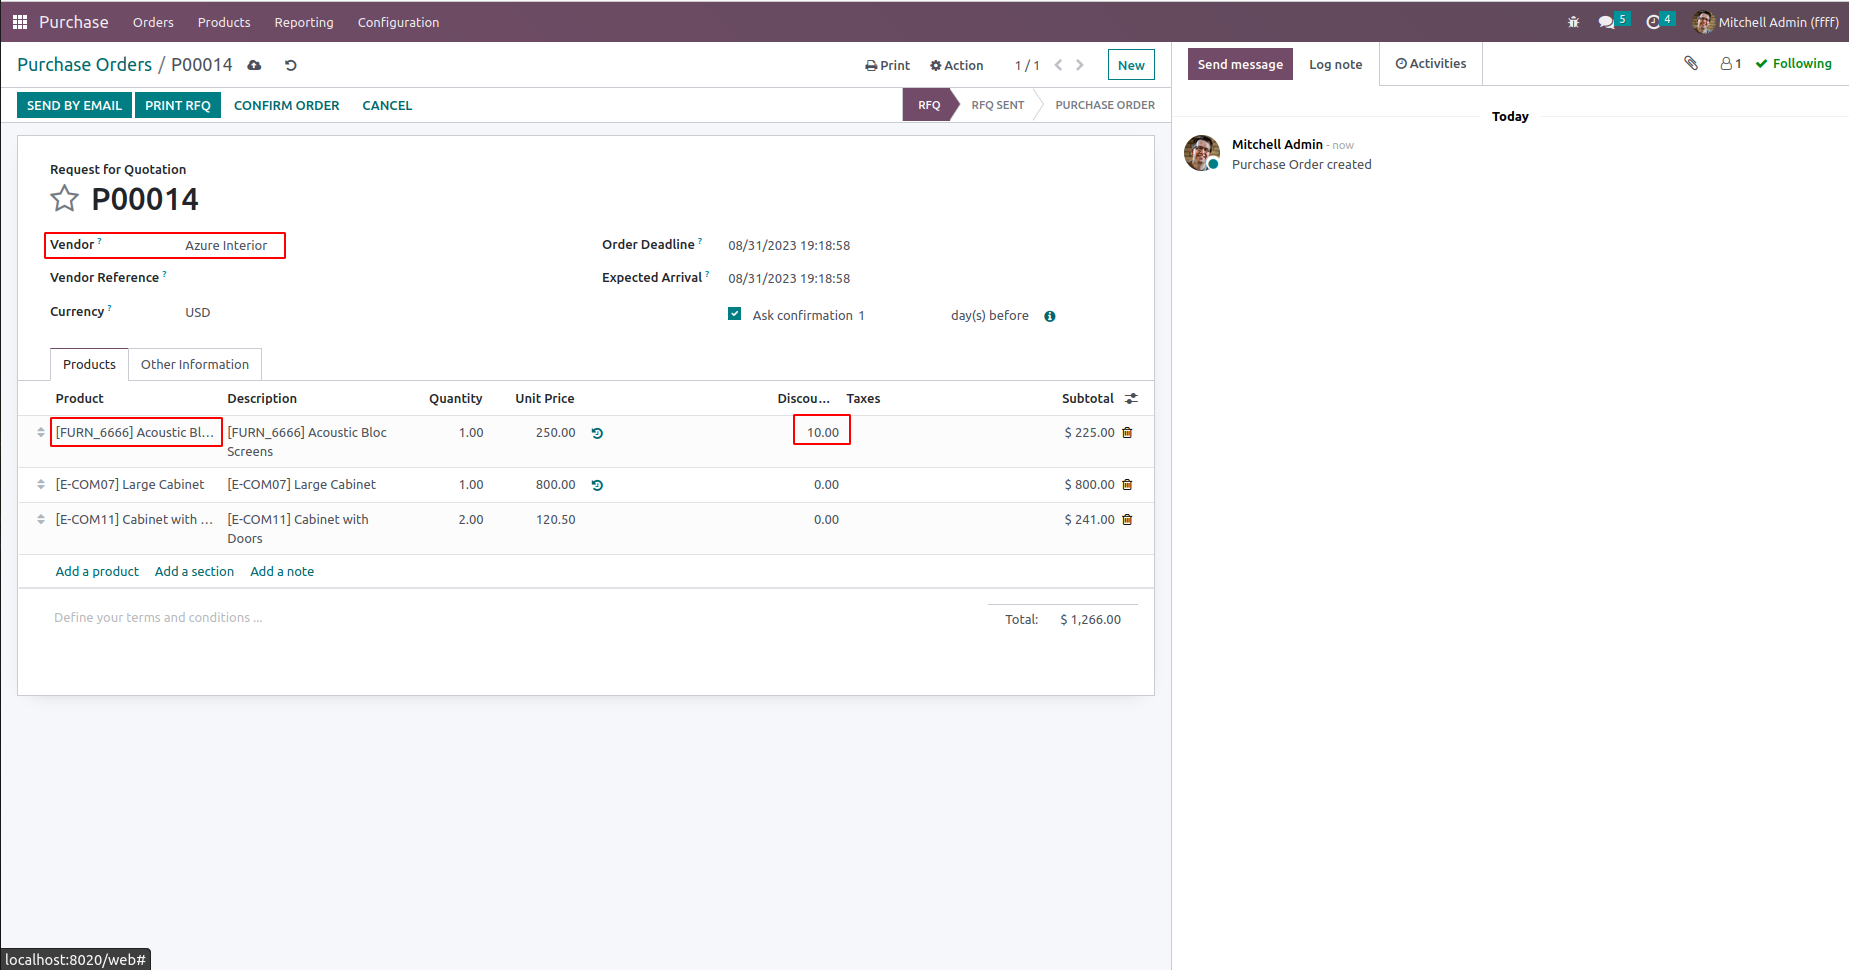 Purchase Orders Products Reporting Configuration 5 4 Mitchell Admin (ffff)
Purchase Orders / P00014 Print Action 1 / 1 New
Send message Log note Activities 1 Following
SEND BY EMAIL PRINT RFQ CONFIRM ORDER CANCEL RFQ RFQ SENT PURCHASE ORDER
Today
Mitchell Admin - now
Purchase Order created
Request for Quotation
P00014
Vendor ? Azure Interior Order Deadline ? 08/31/2023 19:18:58
Vendor Reference ? Expected Arrival ? 08/31/2023 19:18:58
Currency ? USD Ask confirmation 1 day(s) before
Products Other Information
Product Description Quantity Unit Price Discou... Taxes Subtotal
[FURN_6666] Acoustic Bl... [FURN_6666] Acoustic Bloc 1.00 250.00 10.00 $ 225.00
Screens
[E-COM07] Large Cabinet [E-COM07] Large Cabinet 1.00 800.00 0.00 $ 800.00
[E-COM11] Cabinet with ... [E-COM11] Cabinet with 2.00 120.50 0.00 $ 241.00
Doors
Add a product Add a section Add a note
Define your terms and conditions ... Total: $ 1,266.00
localhost:8020/web#